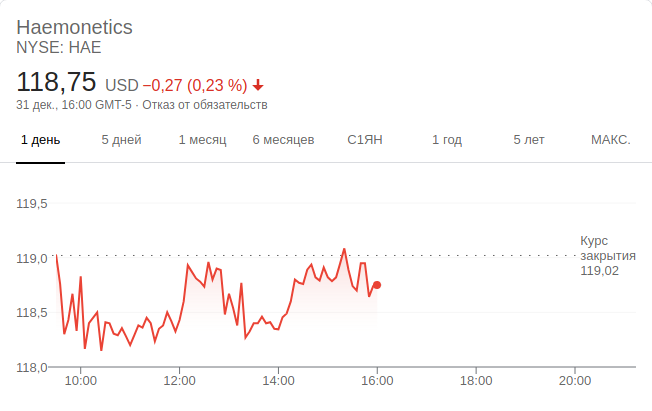 Haemonetics
NYSE: HAE
118,75 USD −0,27 (0,23 %)
31 дек., 16:00 GMT-5 · Отказ от обязательств
1 день 5 дней 1 месяц 6 месяцев С1ЯН 1 год 5 лет МАКС.
119,5
119,0
118,5
118,0
Курс
закрытия
119,02
10:00 12:00 14:00 16:00 18:00 20:00